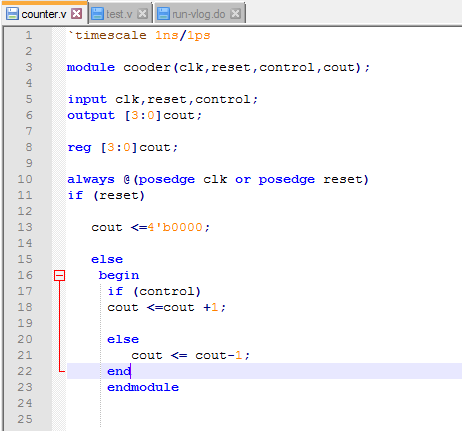 counter.v test.v run-vlog.do
1 `timescale 1ns/1ps
2
3 module cooder(clk,reset,control,cout);
4
5 input clk,reset,control;
6 output [3:0]cout;
7
8 reg [3:0]cout;
9
10 always @(posedge clk or posedge reset)
11 if (reset)
12
13 cout <=4'b0000;
14
15 else
16 begin
17 if (control)
18 cout <=cout +1;
19
20 else
21 cout <= cout-1;
22 end
23 endmodule
24
25